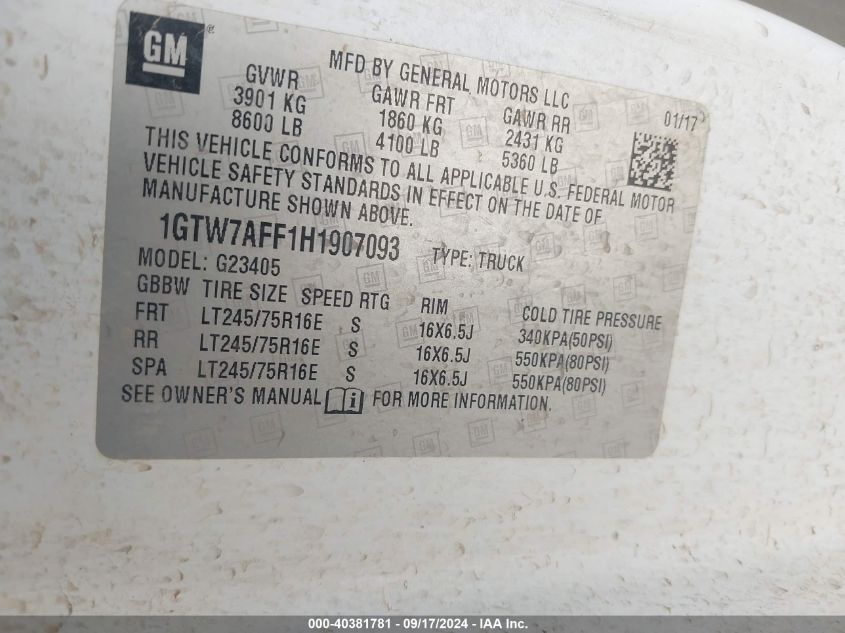 GM
MFD BY GENERAL MOTORS LLC
GVWR GAWR FRT GAWR RR 01/17
3901 KG 1860 KG 2431 KG
8600 LB 4100 LB 5360 LB
THIS VEHICLE CONFORMS TO ALL APPLICABLE U.S. FEDERAL MOTOR
VEHICLE SAFETY STANDARDS IN EFFECT ON THE DATE OF
MANUFACTURE SHOWN ABOVE.
1GTW7AFF1H1907093 TYPE: TRUCK
MODEL: G23405
GBBW TIRE SIZE SPEED RTG RIM COLD TIRE PRESSURE
FRT LT245/75R16E S 16X6.5J 340KPA(50PSI)
RR LT245/75R16E S 16X6.5J 550KPA(80PSI)
SPA LT245/75R16E S 16X6.5J 550KPA(80PSI)
SEE OWNER'S MANUAL i FOR MORE INFORMATION.
000-40381781 - 09/17/2024 - IAA Inc.